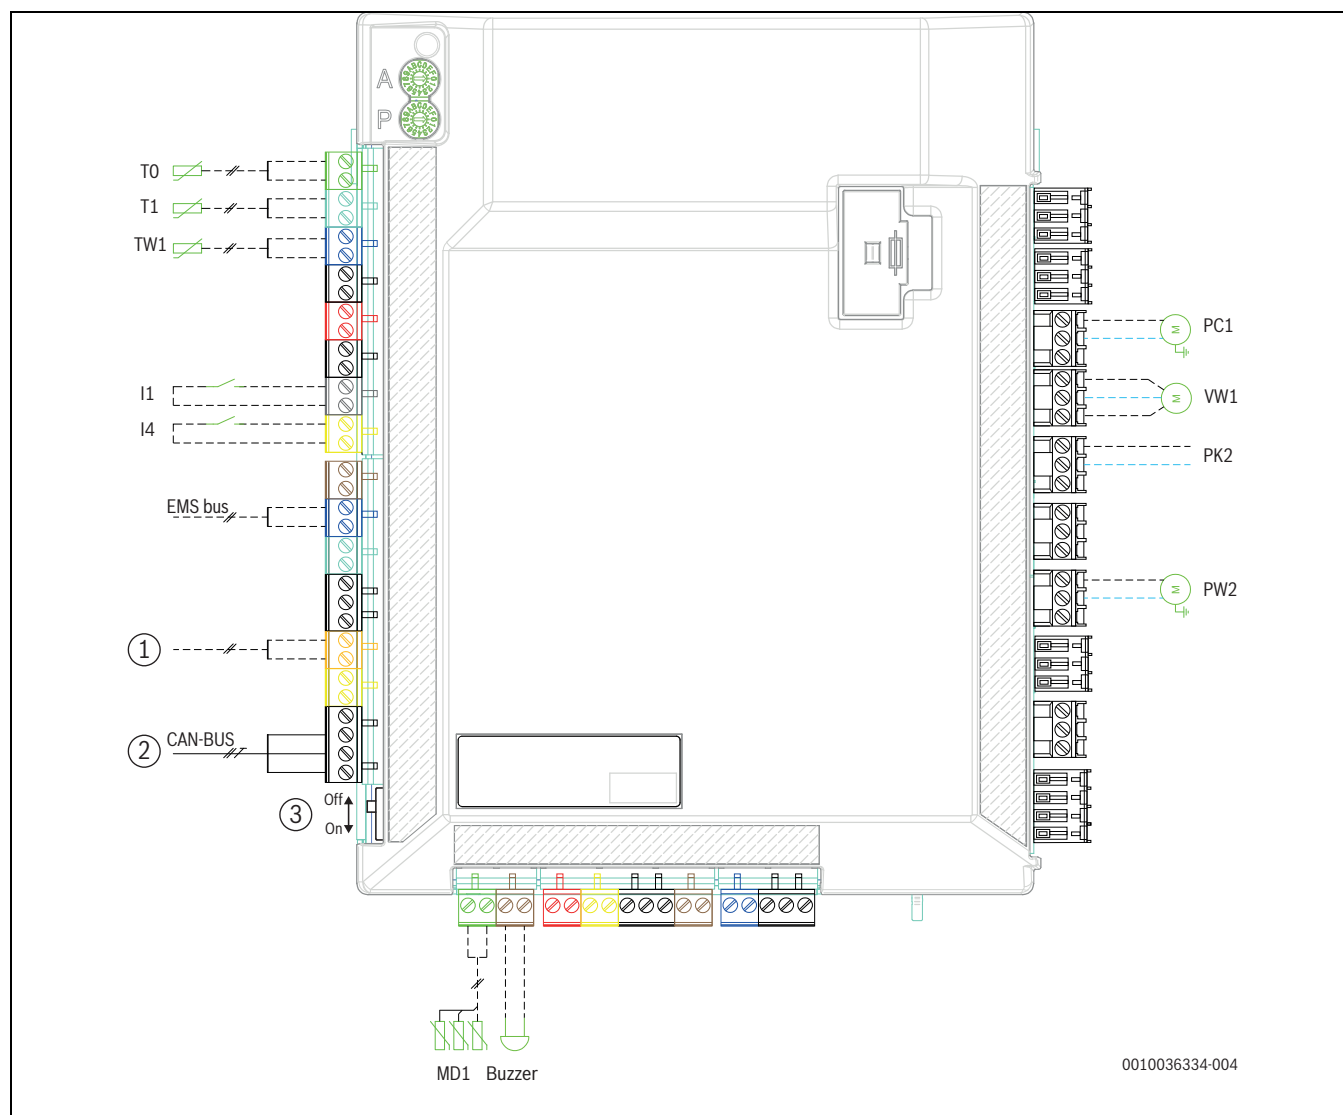 A
P
T0
T1
TW1
I1
I4
EMS bus
1
2 CAN-BUS
3 Off
On
PC1
M
VW1
M
PK2
PW2
M
MD1 Buzzer
0010036334-004